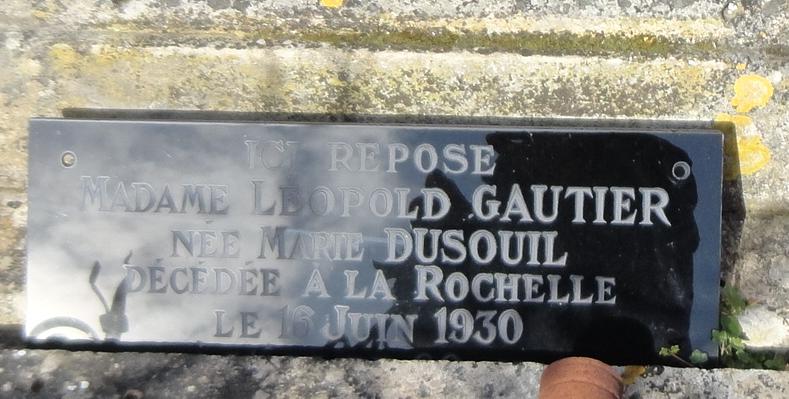 ICI REPOSE
MADAME LEOPOLD GAUTIER
NÉE MARIE DUSOUIL
DÉCÉDÉE A LA ROCHELLE
LE 16 JUIN 1930